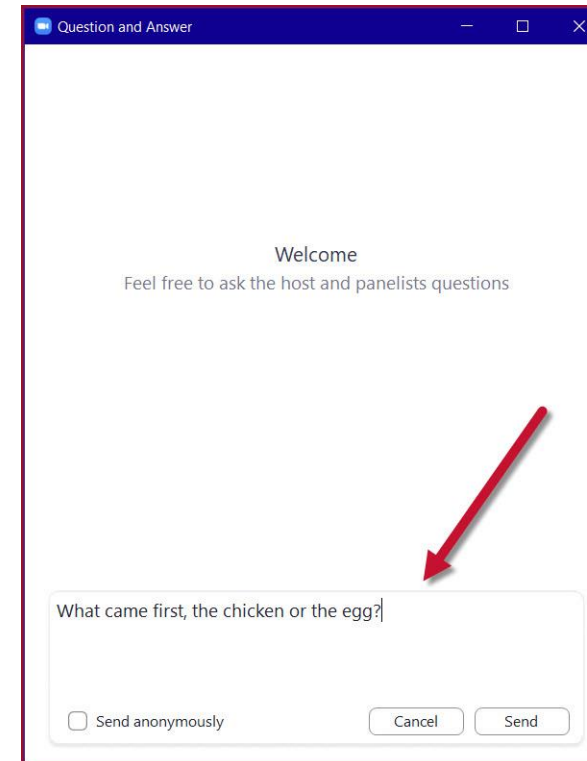 Question and Answer
Welcome
Feel free to ask the host and panelists questions
What came first, the chicken or the egg?
Send anonymously
Cancel
Send